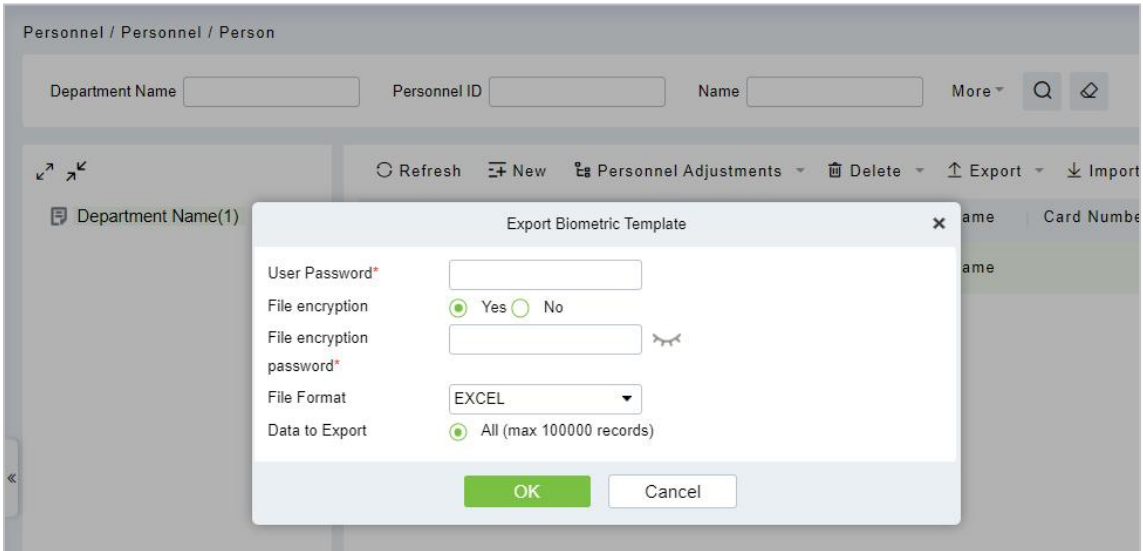 Personnel / Personnel / Person
Department Name Personnel ID Name More
Refresh New Personnel Adjustments Delete Export Import
Department Name(1)
Export Biometric Template
ame Card Numbe
User Password*
ame
File encryption Yes No
File encryption
password*
File Format EXCEL
Data to Export All (max 100000 records)
OK Cancel